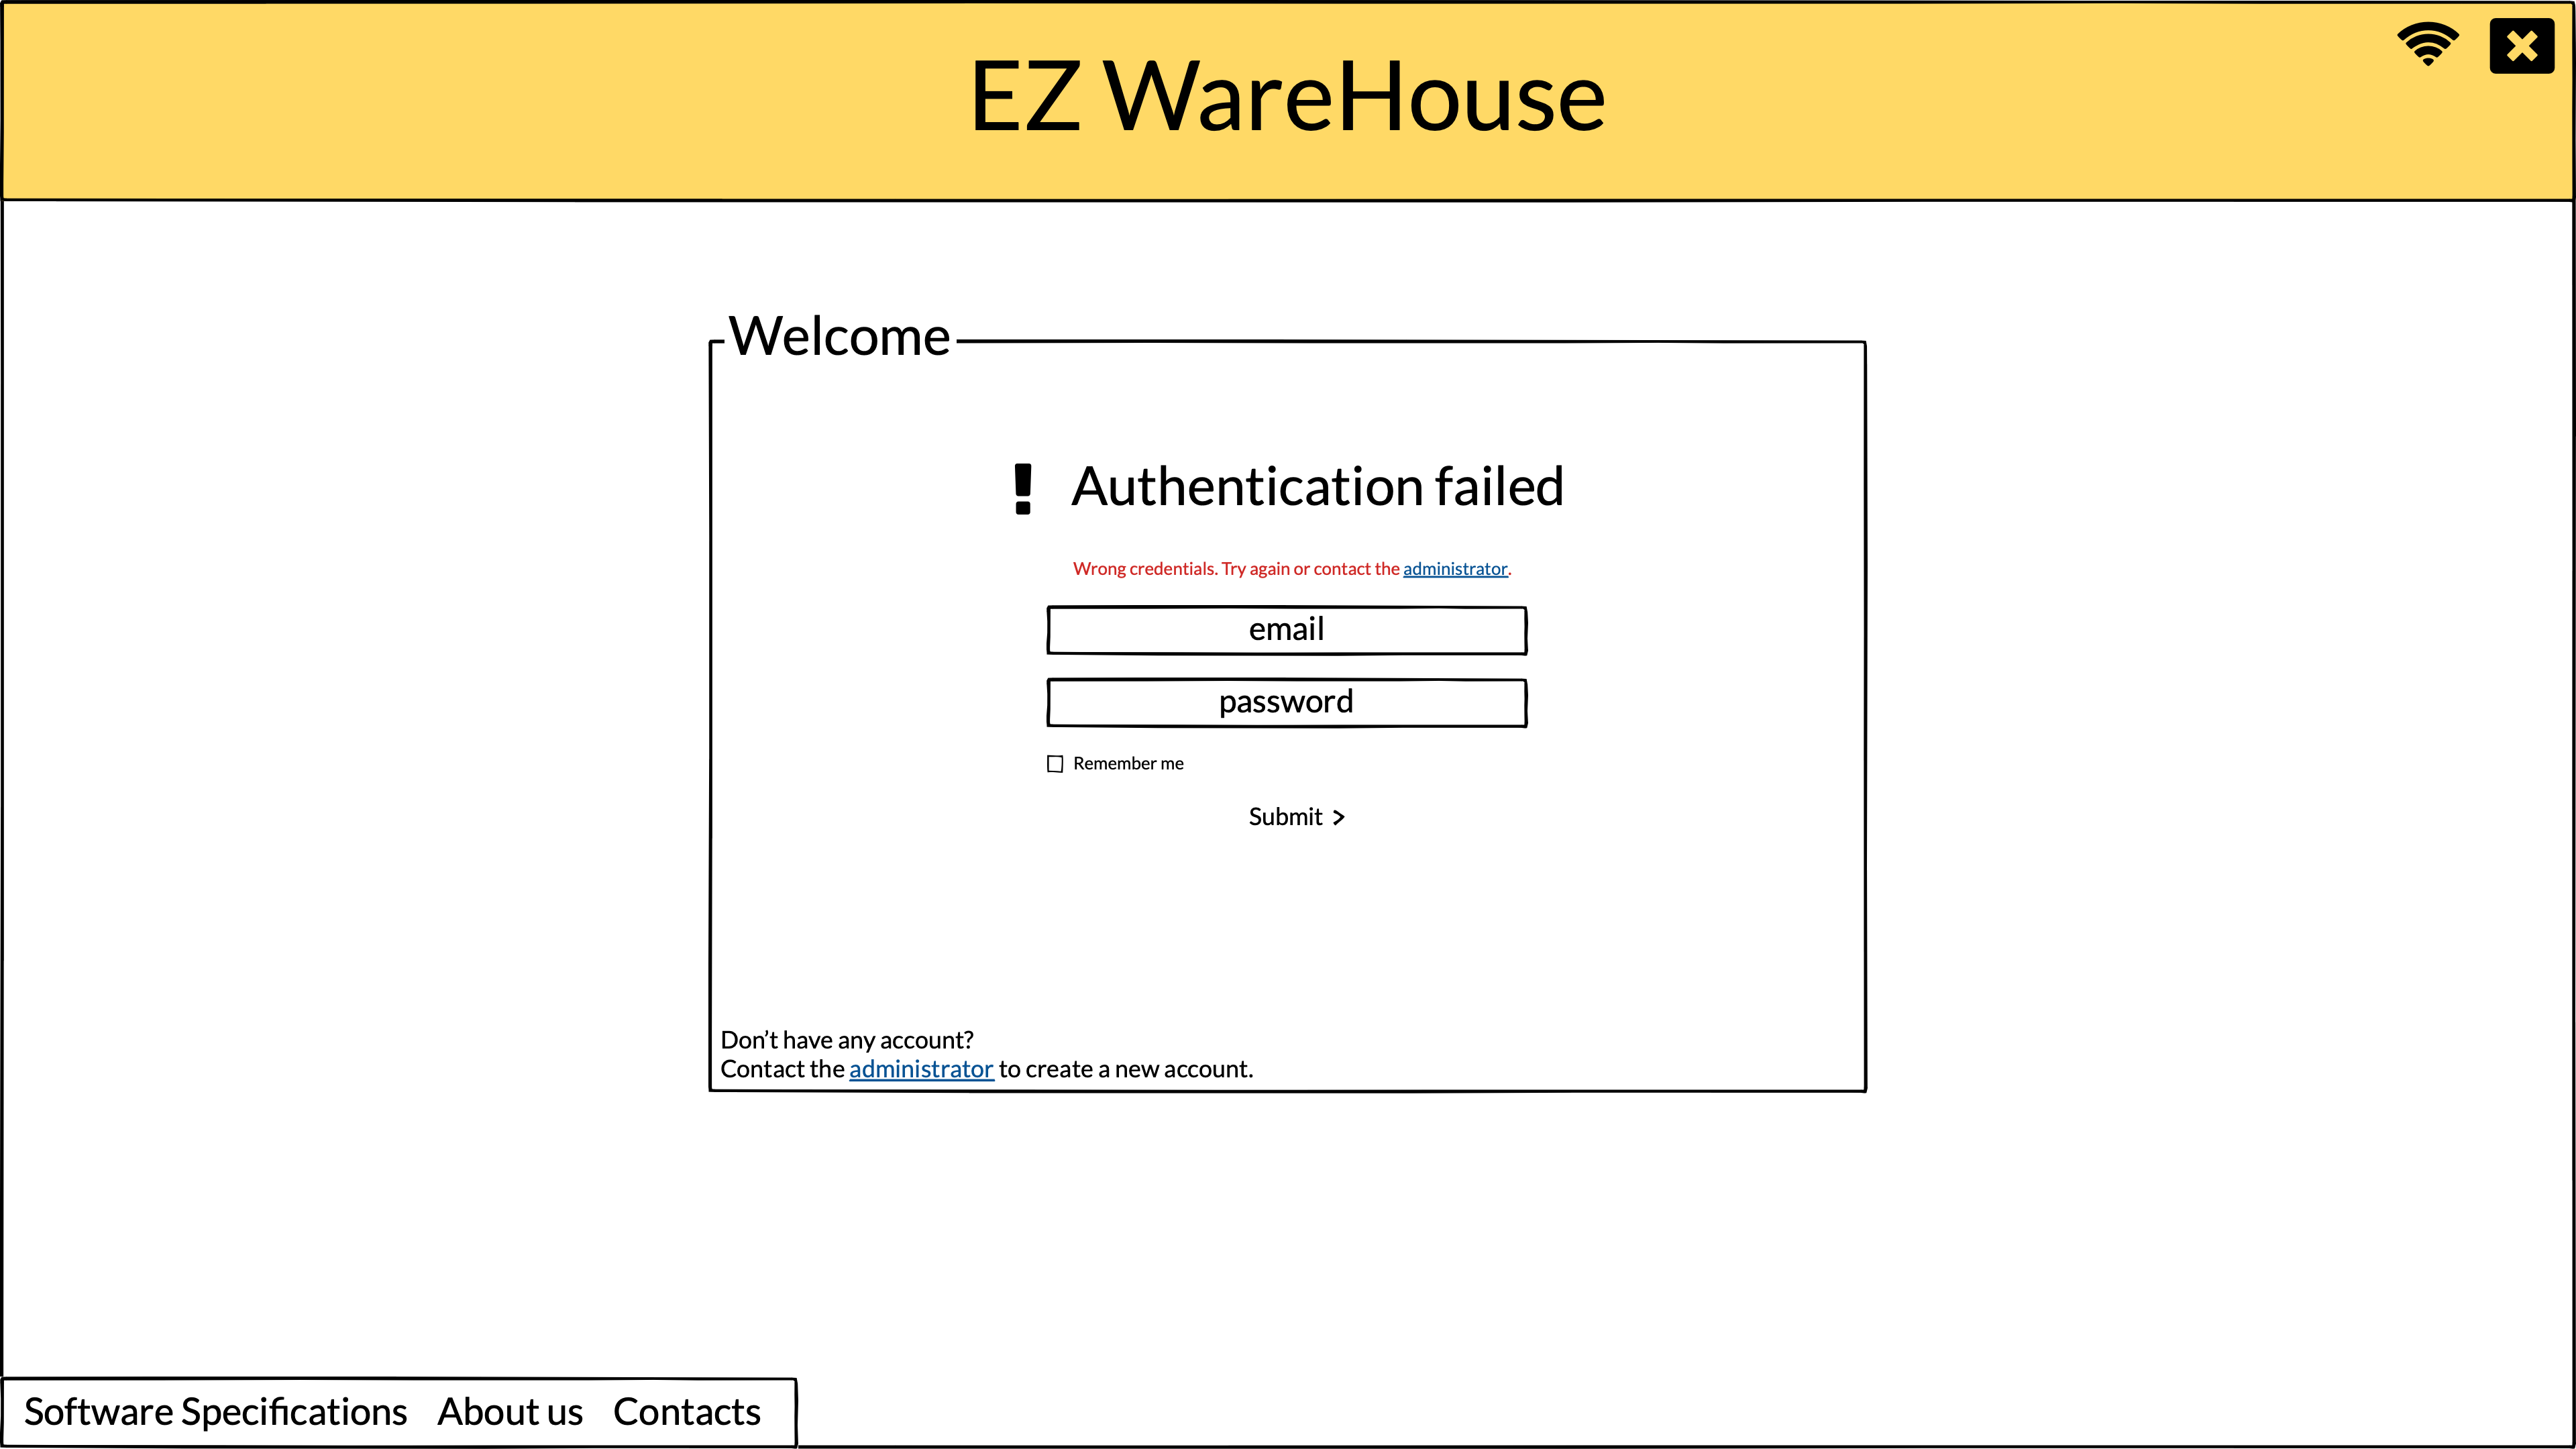 EZ WareHouse
Welcome
Authentication failed
Wrong credentials. Try again or contact the administrator.
email
password
Remember me
Submit >
Don’t have any account?
Contact the administrator to create a new account.
Software Specifications About us Contacts